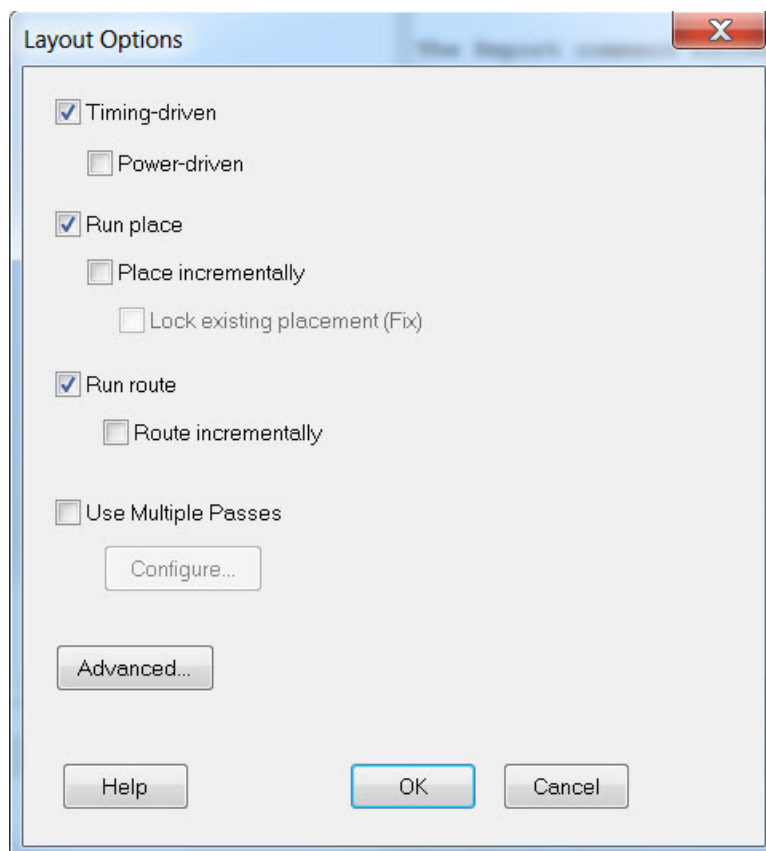 Layout Options
X
Timing-driven
Power-driven
Run place
Place incrementally
Lock existing placement (Fix)
Run route
Route incrementally
Use Multiple Passes
Configure...
Advanced...
Help
OK
Cancel